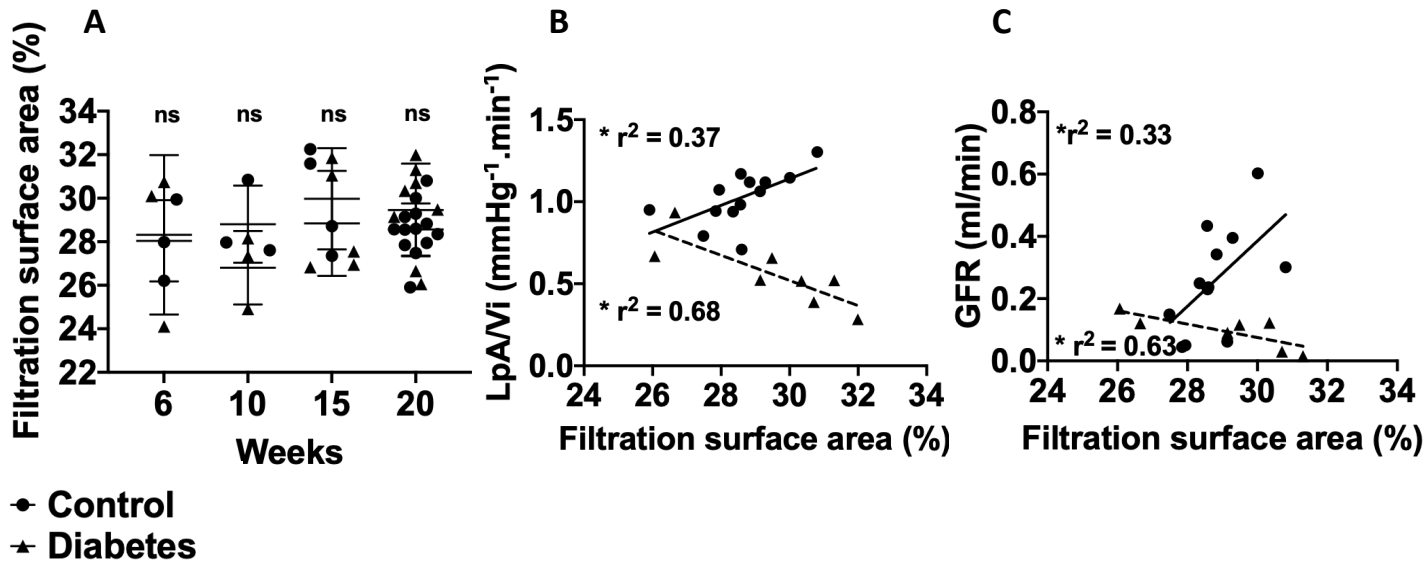 A
Filtration surface area (%)
34
32
30
28
26
24
22
ns ns ns ns
6 10 15 20
Weeks
Control
Diabetes
B
LpA/Vi (mmHg⁻¹.min⁻¹)
1.5
1.0
0.5
0.0
* r² = 0.37
* r² = 0.68
24 26 28 30 32 34
Filtration surface area (%)
C
GFR (ml/min)
0.8
0.6
0.4
0.2
0.0
*r² = 0.33
* r² = 0.63
24 26 28 30 32 34
Filtration surface area (%)